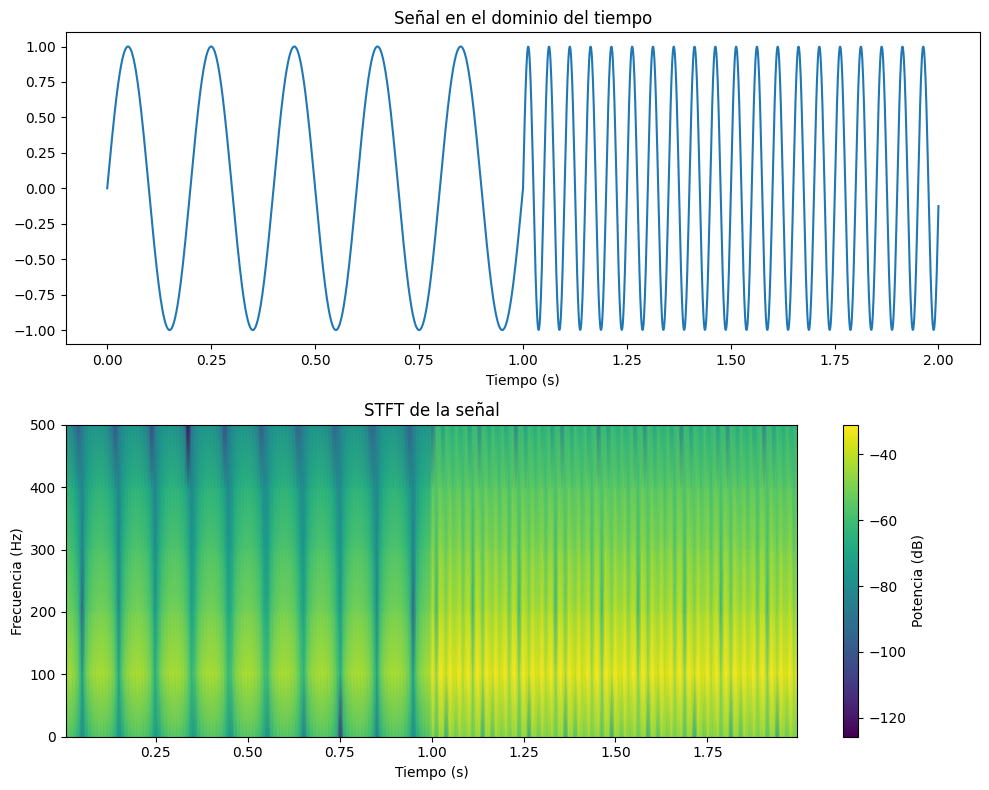 Señal en el dominio del tiempo
1.00
0.75
0.50
0.25
0.00
−0.25
−0.50
−0.75
−1.00
0.00 0.25 0.50 0.75 1.00 1.25 1.50 1.75 2.00
Tiempo (s)
STFT de la señal
Frecuencia (Hz)
500
400
300
200
100
0
0.25 0.50 0.75 1.00 1.25 1.50 1.75
Tiempo (s)
−40
−60
−80
−100
−120
Potencia (dB)